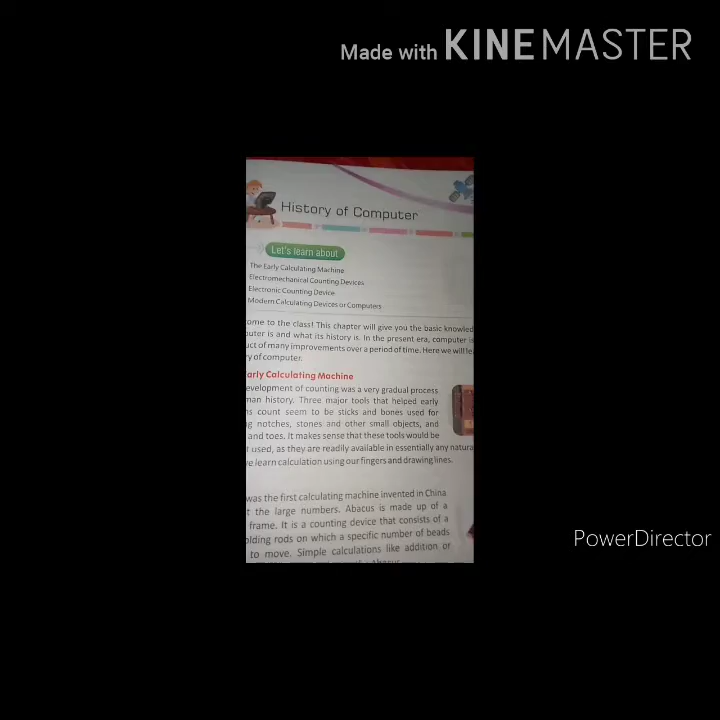 Made with KINEMASTER
History of Computer
Let's learn about
The Early Calculating Machine
Electromechanical Counting Devices
Electronic Counting Device
Modern Calculating Devices or Computers
ome to the class! This chapter will give you the basic knowled
uter is and what its history is. In the present era, computer is
uct of many improvements over a period of time. Here we will le
ry of computer.
arly Calculating Machine
evelopment of counting was a very gradual process
man history. Three major tools that helped early
ns count seem to be sticks and bones used for
g notches, stones and other small objects, and
and toes. It makes sense that these tools would be
t used, as they are readily available in essentially any natura
e learn calculation using our fingers and drawing lines.
was the first calculating machine invented in China
t the large numbers. Abacus is made up of a
frame. It is a counting device that consists of a
olding rods on which a specific number of beads
to move. Simple calculations like addition or
PowerDirector